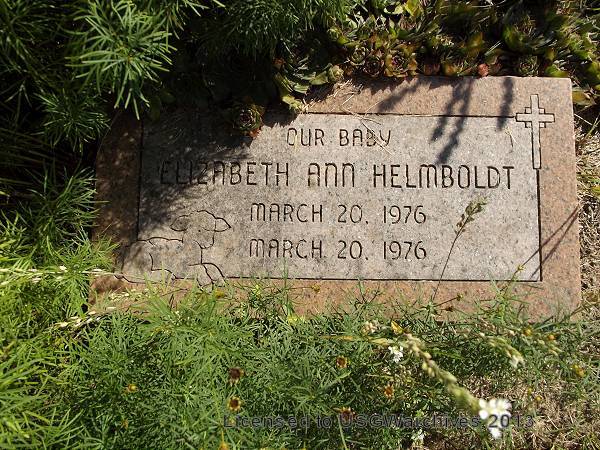 OUR BABY
ELIZABETH ANN HELMBOLDT
MARCH 20. 1976
MARCH 20. 1976
Licensed to USGWarchives 2013